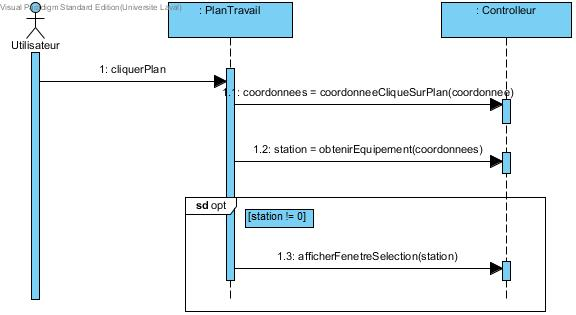 Visual Paradigm Standard Edition(Universite Laval)
: PlanTravail
: Controlleur
Utilisateur
1: cliquerPlan
1.1: coordonnees = coordonneeCliqueSurPlan(coordonnee)
1.2: station = obtenirEquipement(coordonnees)
sd opt
[station != 0]
1.3: afficherFenetreSelection(station)